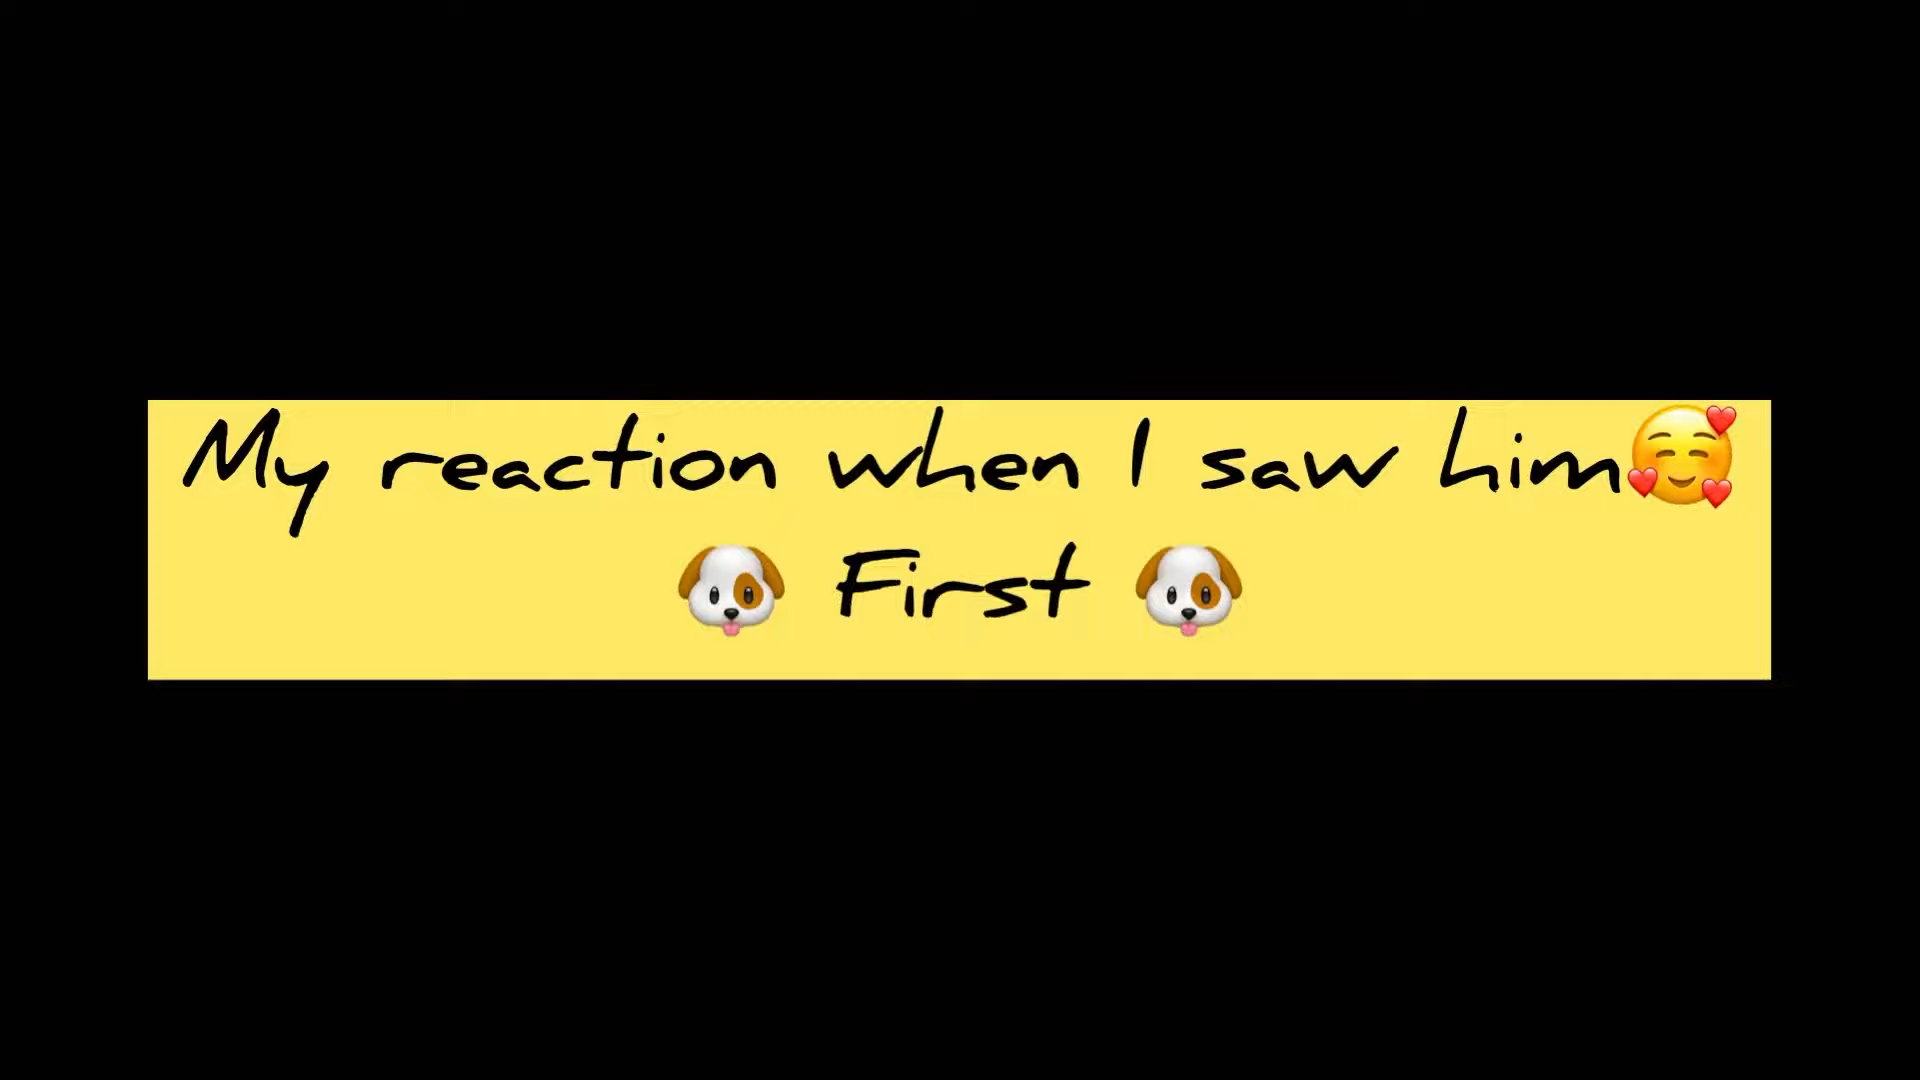 My reaction when I saw him🥰
🐶 First 🐶